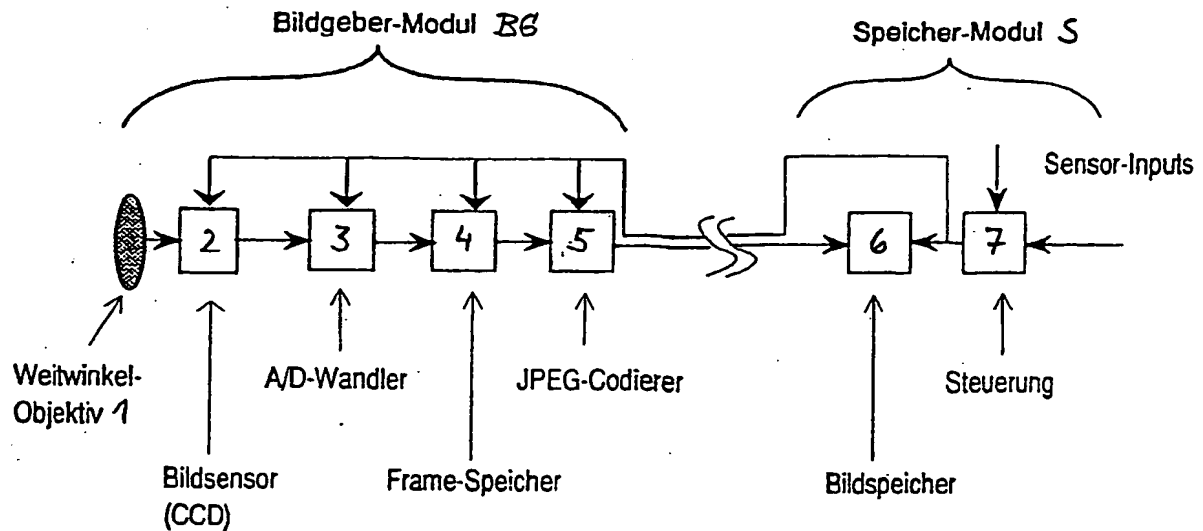 Bildgeber-Modul BG
Speicher-Modul S
Sensor-Inputs
2
3
4
5
6
7
Weitwinkel-
Objektiv 1
A/D-Wandler
JPEG-Codierer
Steuerung
Bildsensor
(CCD)
Frame-Speicher
Bildspeicher